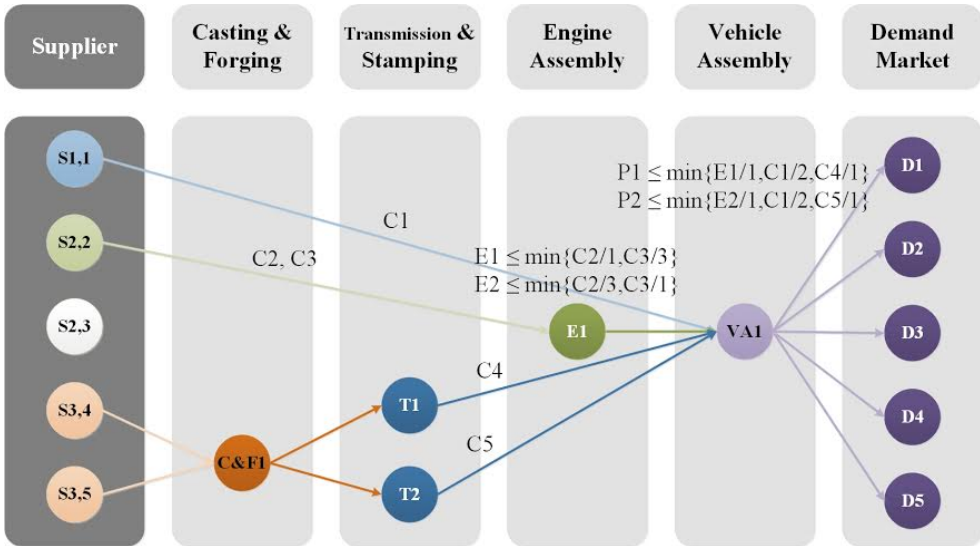 Supplier
Casting &
Forging
Transmission &
Stamping
Engine
Assembly
Vehicle
Assembly
Demand
Market
S1,1
S2,2
S2,3
S3,4
S3,5
C&F1
T1
T2
E1
VA1
D1
D2
D3
D4
D5
C1
C2, C3
C4
C5
E1 ≤ min{C2/1,C3/3}
E2 ≤ min{C2/3,C3/1}
P1 ≤ min{E1/1,C1/2,C4/1}
P2 ≤ min{E2/1,C1/2,C5/1}